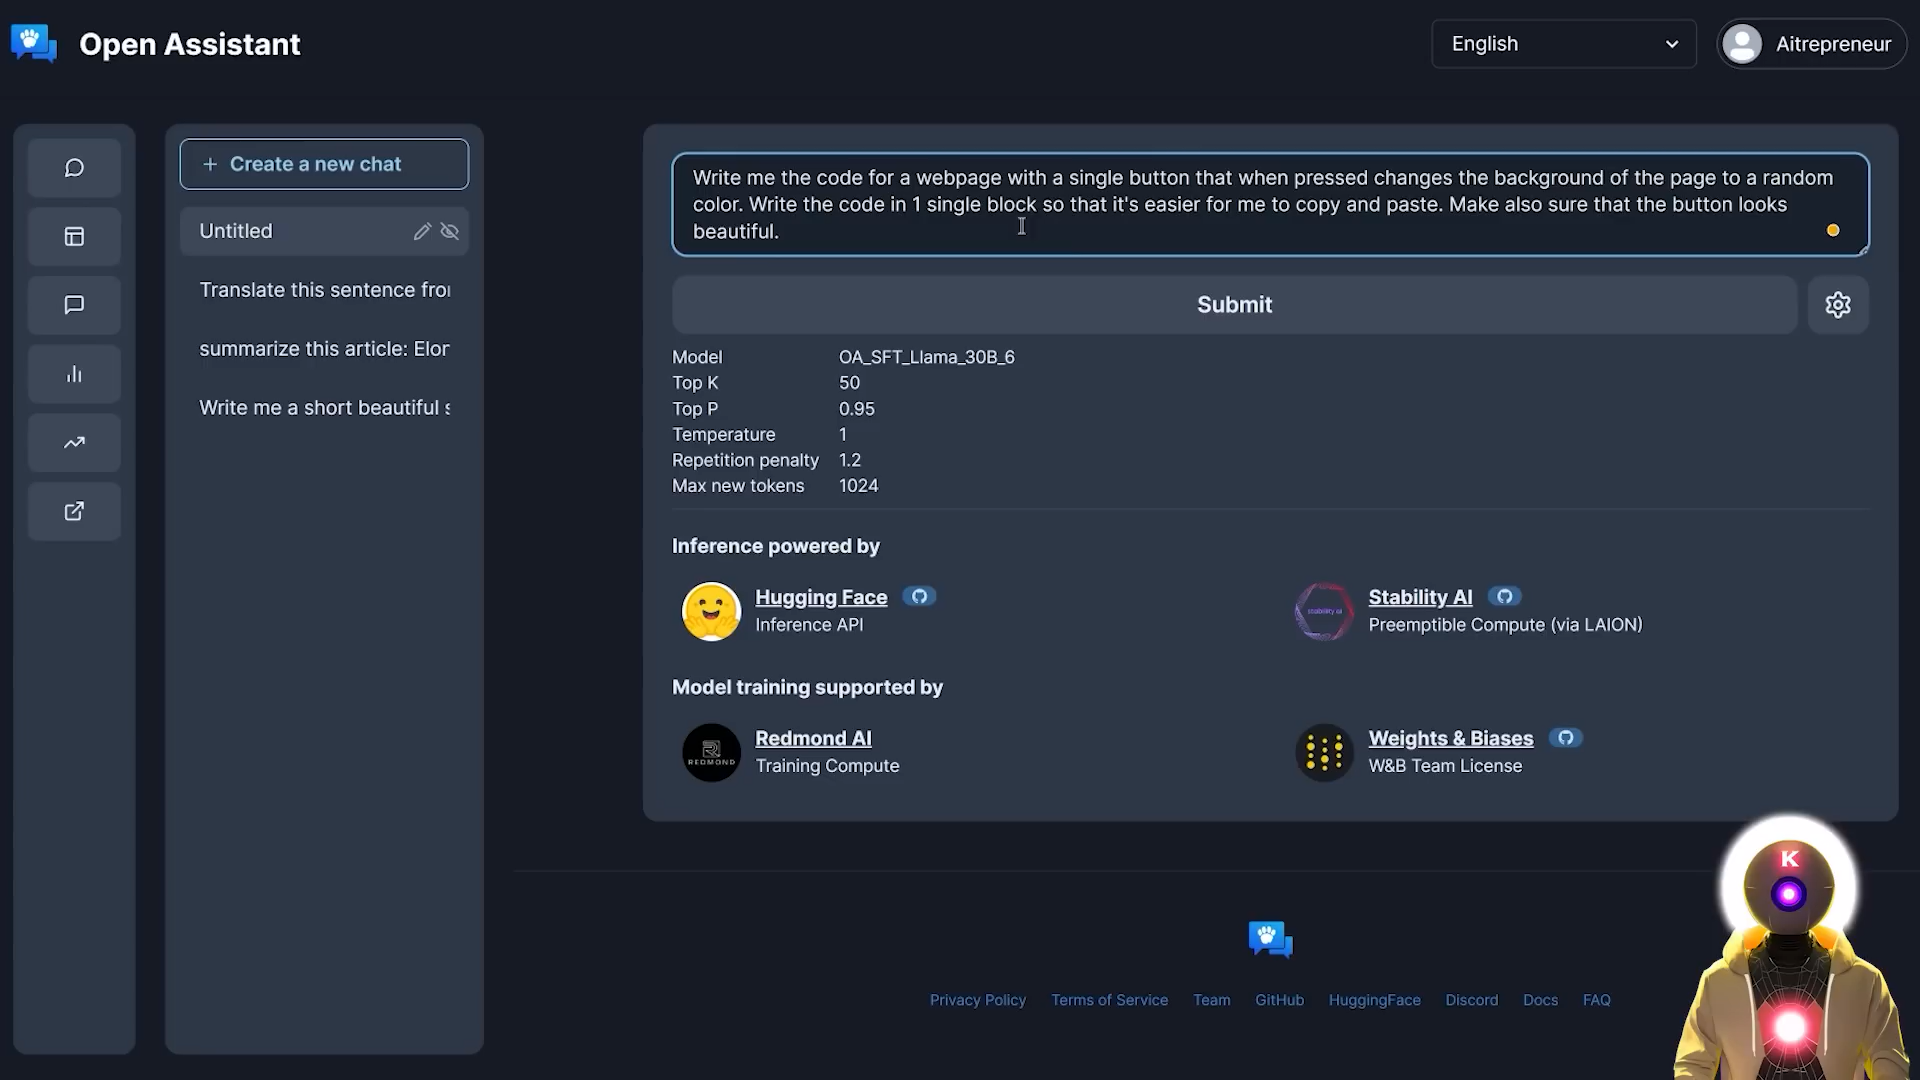 Open Assistant
English
Aitrepreneur
+ Create a new chat
Untitled
Translate this sentence from
summarize this article: Elon
Write me a short beautiful s
Write me the code for a webpage with a single button that when pressed changes the background of the page to a random
color. Write the code in 1 single block so that it's easier for me to copy and paste. Make also sure that the button looks
beautiful.
Submit
Model OA_SFT_Llama_30B_6
Top K 50
Top P 0.95
Temperature 1
Repetition penalty 1.2
Max new tokens 1024
Inference powered by
Hugging Face
Inference API
stability ai
Stability AI
Preemptible Compute (via LAION)
Model training supported by
REDMOND
Redmond AI
Training Compute
Weights & Biases
W&B Team License
K
Privacy Policy Terms of Service Team GitHub HuggingFace Discord Docs FAQ